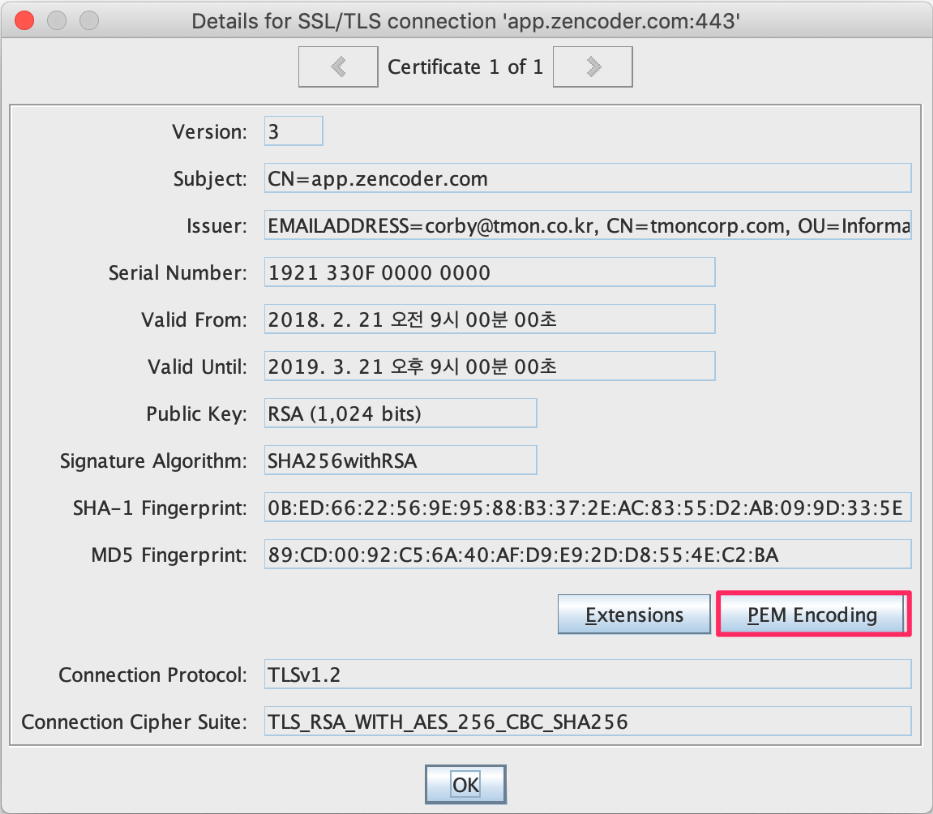 Details for SSL/TLS connection 'app.zencoder.com:443'
Certificate 1 of 1
Version: 3
Subject: CN=app.zencoder.com
Issuer: EMAILADDRESS=corby@tmon.co.kr, CN=tmoncorp.com, OU=Informa
Serial Number: 1921 330F 0000 0000
Valid From: 2018. 2. 21 오전 9시 00분 00초
Valid Until: 2019. 3. 21 오후 9시 00분 00초
Public Key: RSA (1,024 bits)
Signature Algorithm: SHA256withRSA
SHA-1 Fingerprint: 0B:ED:66:22:56:9E:95:88:B3:37:2E:AC:83:55:D2:AB:09:9D:33:5E
MD5 Fingerprint: 89:CD:00:92:C5:6A:40:AF:D9:E9:2D:D8:55:4E:C2:BA
Extensions PEM Encoding
Connection Protocol: TLSv1.2
Connection Cipher Suite: TLS_RSA_WITH_AES_256_CBC_SHA256
OK